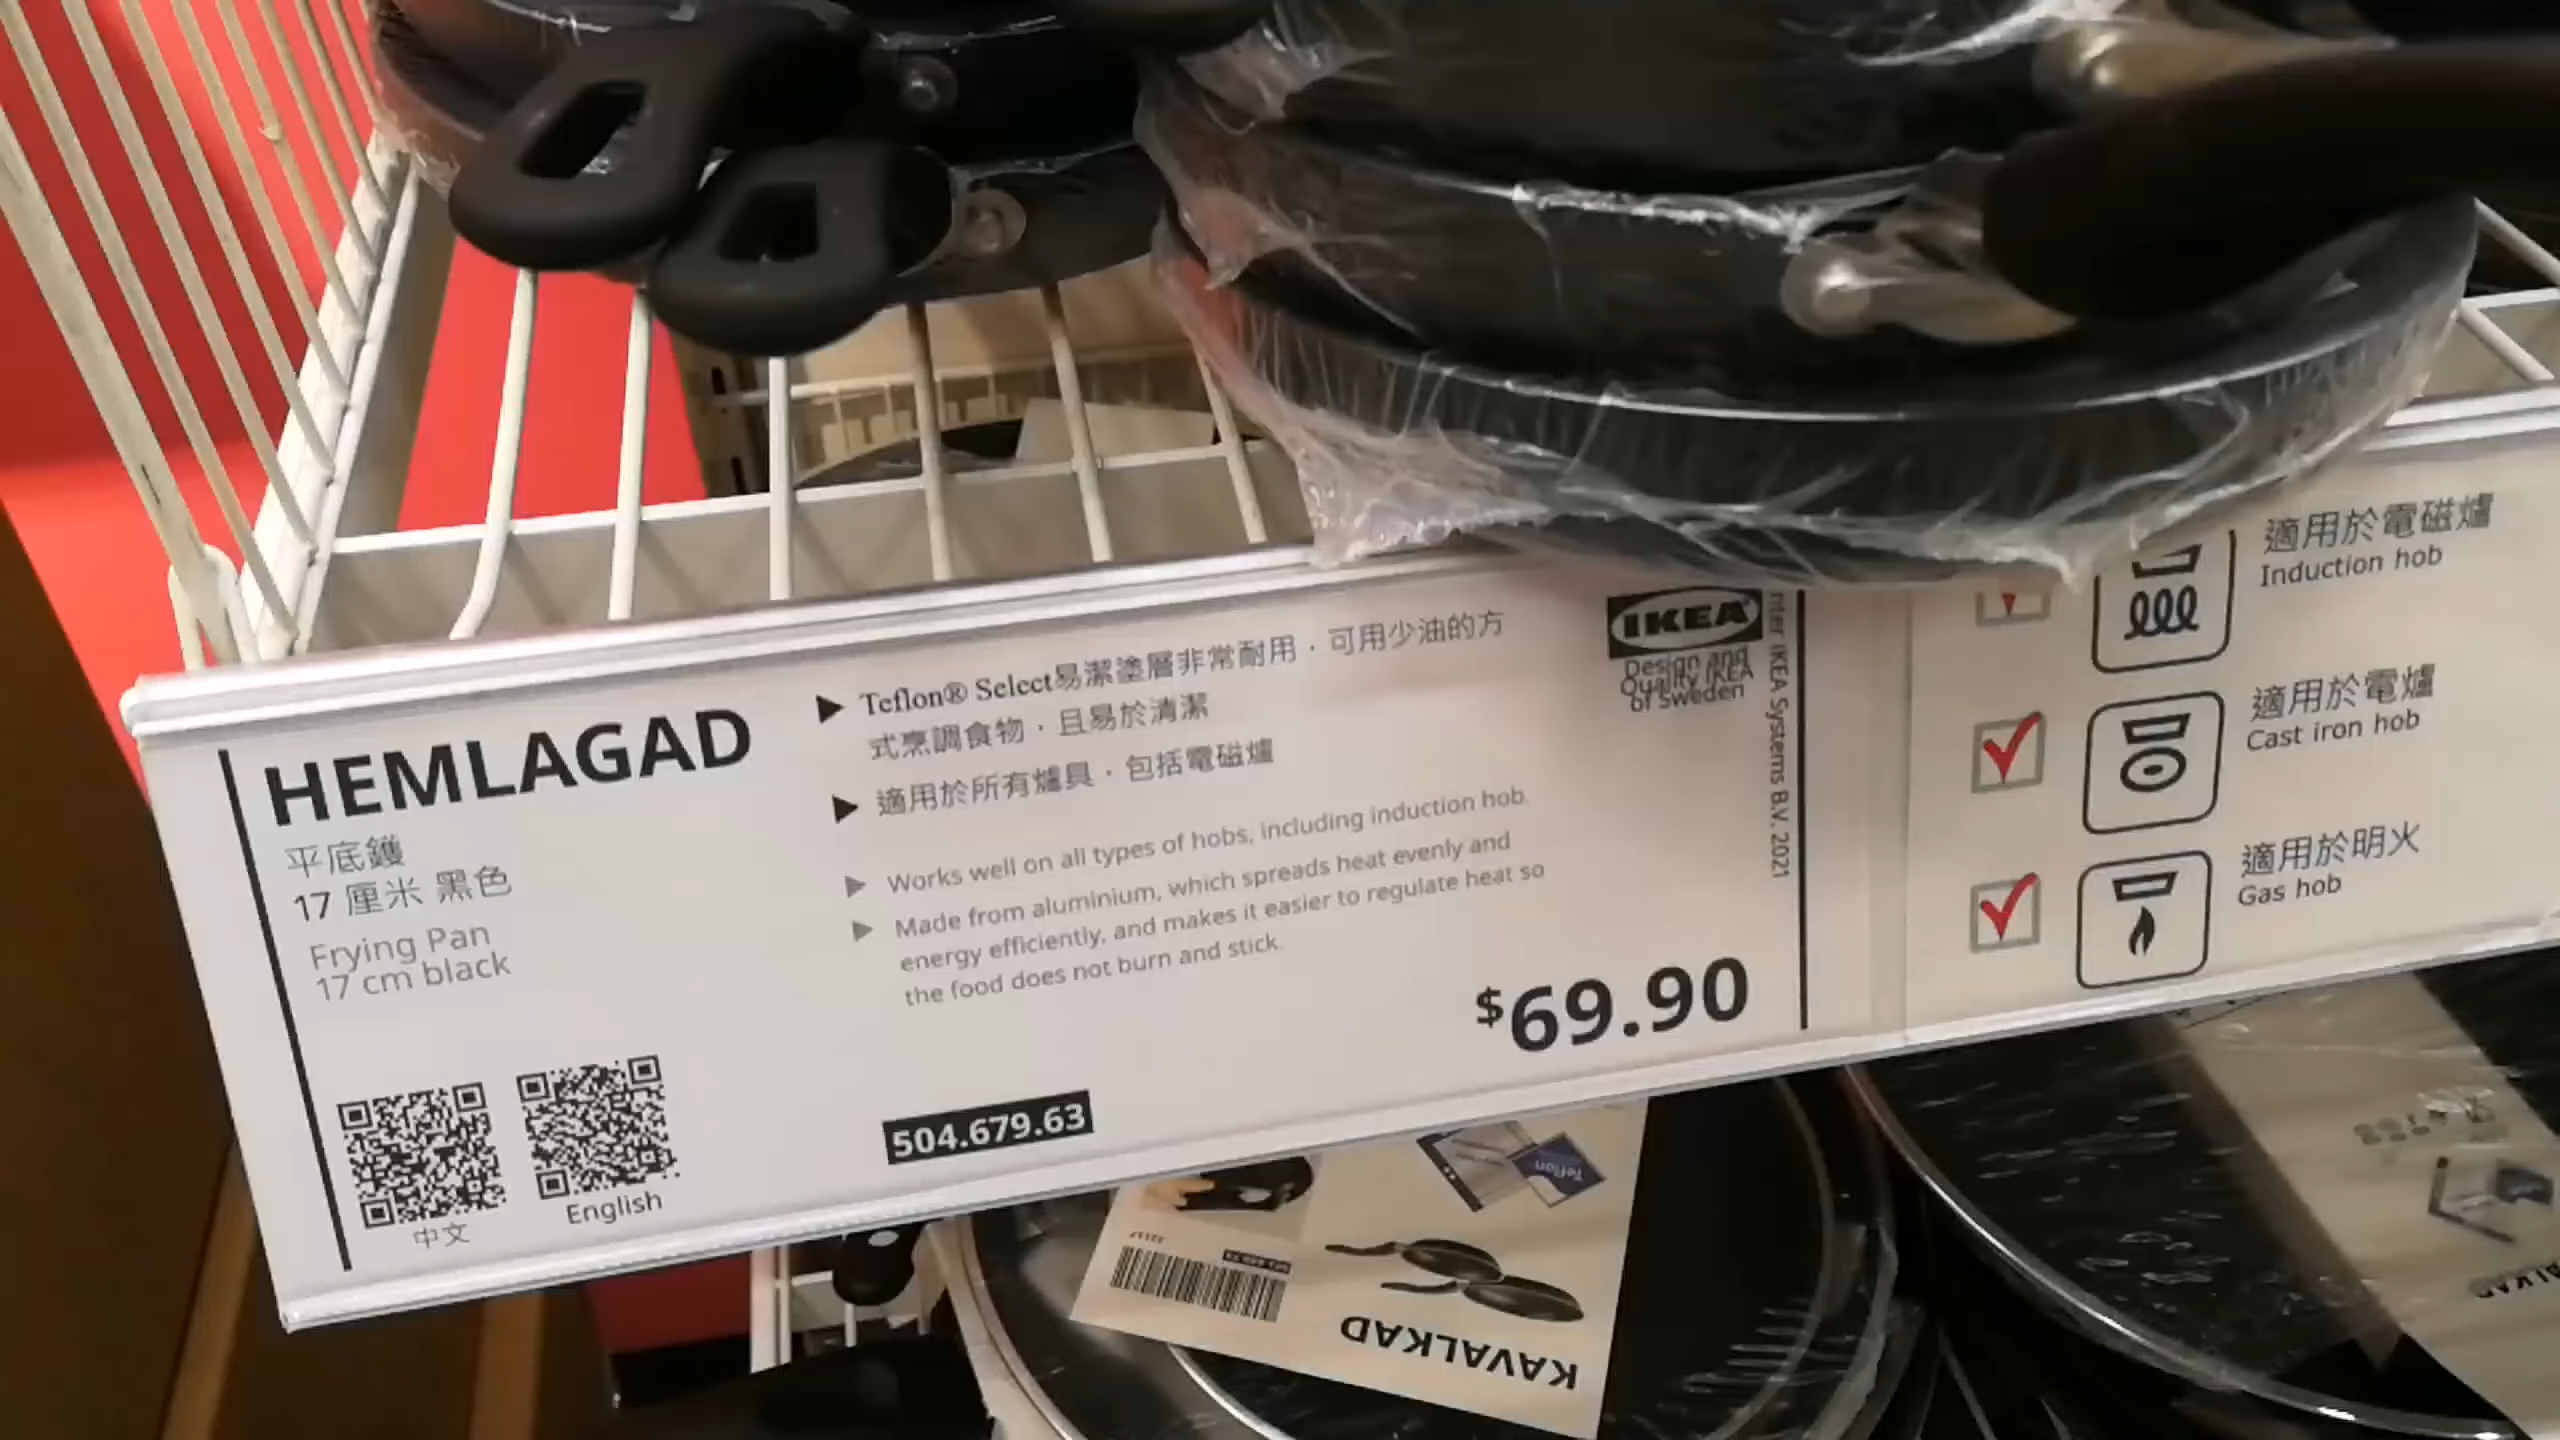 HEMLAGAD
平底鑊
17 厘米 黑色
Frying Pan
17 cm black
中文
English
Teflon® Select易潔塗層非常耐用，可用少油的方
式烹調食物，且易於清潔
適用於所有爐具，包括電磁爐
Works well on all types of hobs, including induction hob.
Made from aluminium, which spreads heat evenly and
energy efficiently, and makes it easier to regulate heat so
the food does not burn and stick.
504.679.63
$69.90
IKEA
Design and
Quality IKEA
of Sweden
IKEA Systems B.V. 2021
適用於電磁爐
Induction hob
適用於電爐
Cast iron hob
適用於明火
Gas hob
Teflon
KAVALKAD